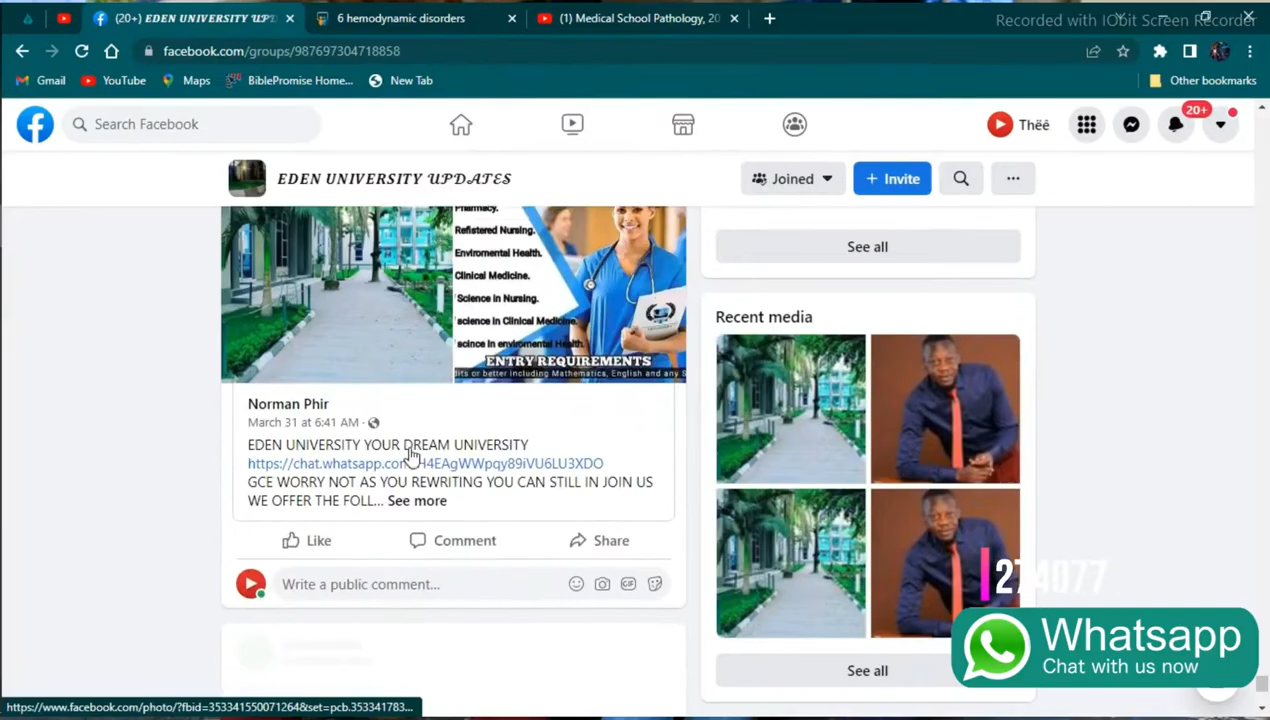 (20+) EDEN UNIVERSITY UPD
6 hemodynamic disorders
(1) Medical School Pathology, 20
Recorded with IObit Screen Recorder
facebook.com/groups/987697304718858
Gmail
YouTube
Maps
BiblePromise Home...
New Tab
Other bookmarks
Search Facebook
Thëê
20+
EDEN UNIVERSITY UPDATES
Joined
+ Invite
Pharmacy.
Refistered Nursing.
Enviromental Health.
Clinical Medicine.
Science in Nursing.
science in Clinical Medicine.
scince in enviromental Health.
ENTRY REQUIREMENTS
dits or better including Mathematics, English and any S
See all
Recent media
Norman Phir
March 31 at 6:41 AM ·
EDEN UNIVERSITY YOUR DREAM UNIVERSITY
https://chat.whatsapp.con H4EAgWWpqy89iVU6LU3XDO
GCE WORRY NOT AS YOU REWRITING YOU CAN STILL IN JOIN US
WE OFFER THE FOLL... See more
Like
Comment
Share
Write a public comment...
GIF
274077
Whatsapp
Chat with us now
See all
https://www.facebook.com/photo/?fbid=3533415500712648&set=pcb.353341783...